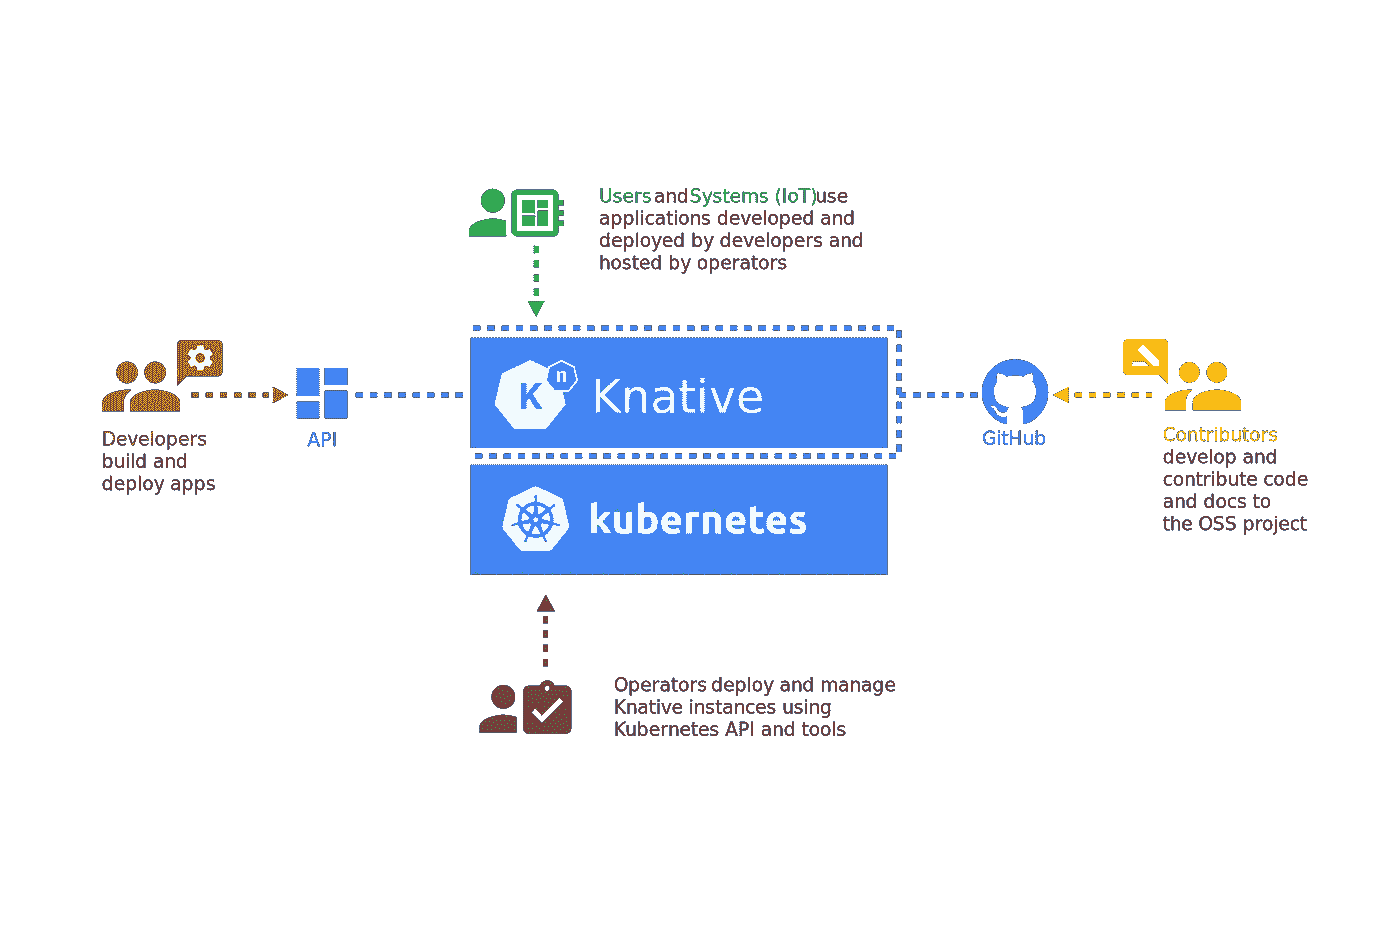 Users and Systems (IoT) use
applications developed and
deployed by developers and
hosted by operators
K n Knative
Developers
build and
deploy apps
API
GitHub
Contributors
develop and
contribute code
and docs to
the OSS project
kubernetes
Operators deploy and manage
Knative instances using
Kubernetes API and tools